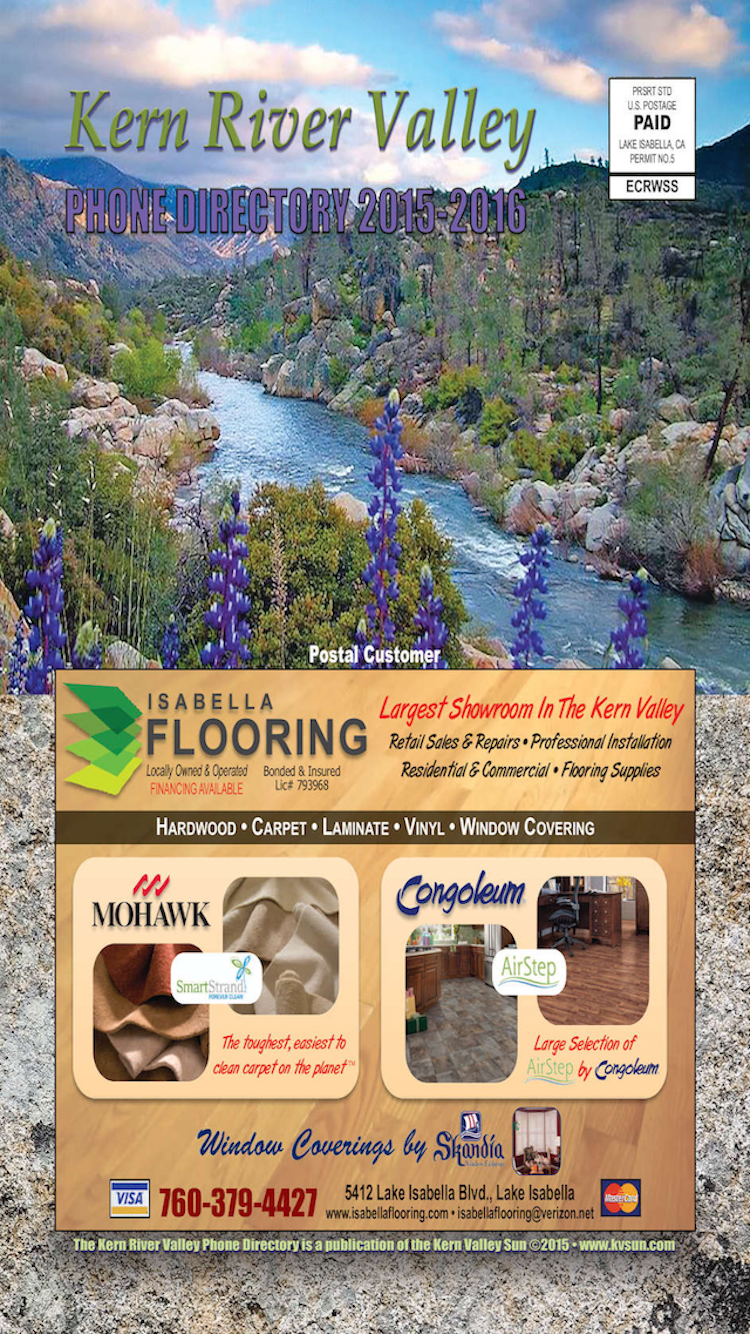 Kern River Valley
PHONE DIRECTORY 2015-2016
PRSRT STD
U.S. POSTAGE
PAID
LAKE ISABELLA, CA
PERMIT NO.5
ECRWSS
Postal Customer
ISABELLA
FLOORING
Locally Owned & Operated
FINANCING AVAILABLE
Bonded & Insured
Lic# 793968
Largest Showroom In The Kern Valley
Retail Sales & Repairs • Professional Installation
Residential & Commercial • Flooring Supplies
HARDWOOD • CARPET • LAMINATE • VINYL • WINDOW COVERING
MOHAWK
SmartStrand
FOREVER CLEAN
The toughest, easiest to
clean carpet on the planet™
Congoleum
AirStep
Large Selection of
AirStep by Congoleum
Window Coverings by Skandia
VISA
760-379-4427
5412 Lake Isabella Blvd., Lake Isabella
www.isabellaflooring.com • isabellaflooring@verizon.net
MasterCard
The Kern River Valley Phone Directory is a publication of the Kern Valley Sun ©2015 • www.kvsun.com